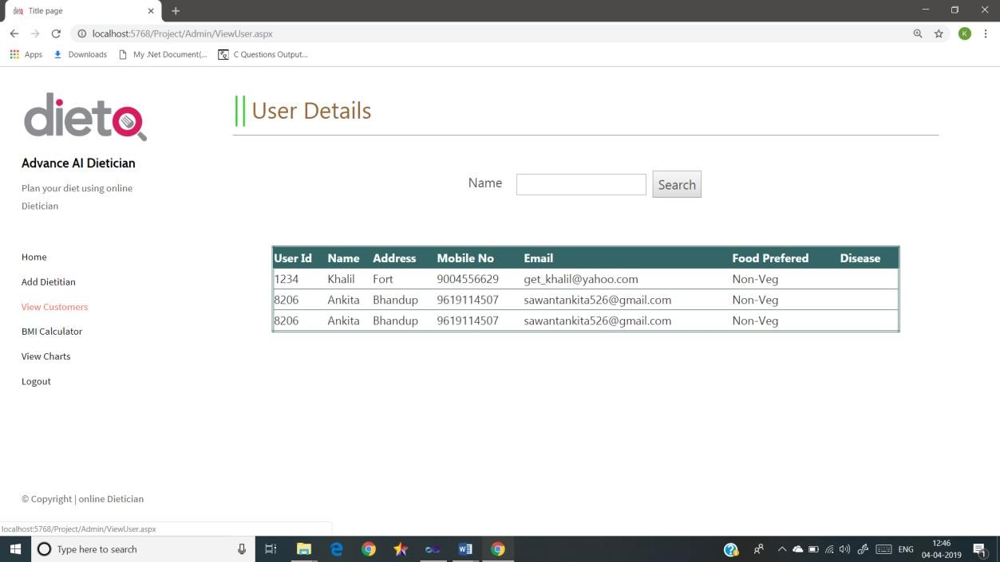 dieto Title page
localhost:5768/Project/Admin/ViewUser.aspx K
Apps Downloads My .Net Document(... C Questions Output...
dieto
Advance AI Dietician
Plan your diet using online
Dietician
Home
Add Dietitian
View Customers
BMI Calculator
View Charts
Logout
© Copyright | online Dietician
User Details
Name Search
User Id Name Address Mobile No Email Food Prefered Disease
1234 Khalil Fort 9004556629 get_khalil@yahoo.com Non-Veg
8206 Ankita Bhandup 9619114507 sawantankita526@gmail.com Non-Veg
8206 Ankita Bhandup 9619114507 sawantankita526@gmail.com Non-Veg
localhost:5768/Project/Admin/ViewUser.aspx
Type here to search
ENG
12:46
04-04-2019
1